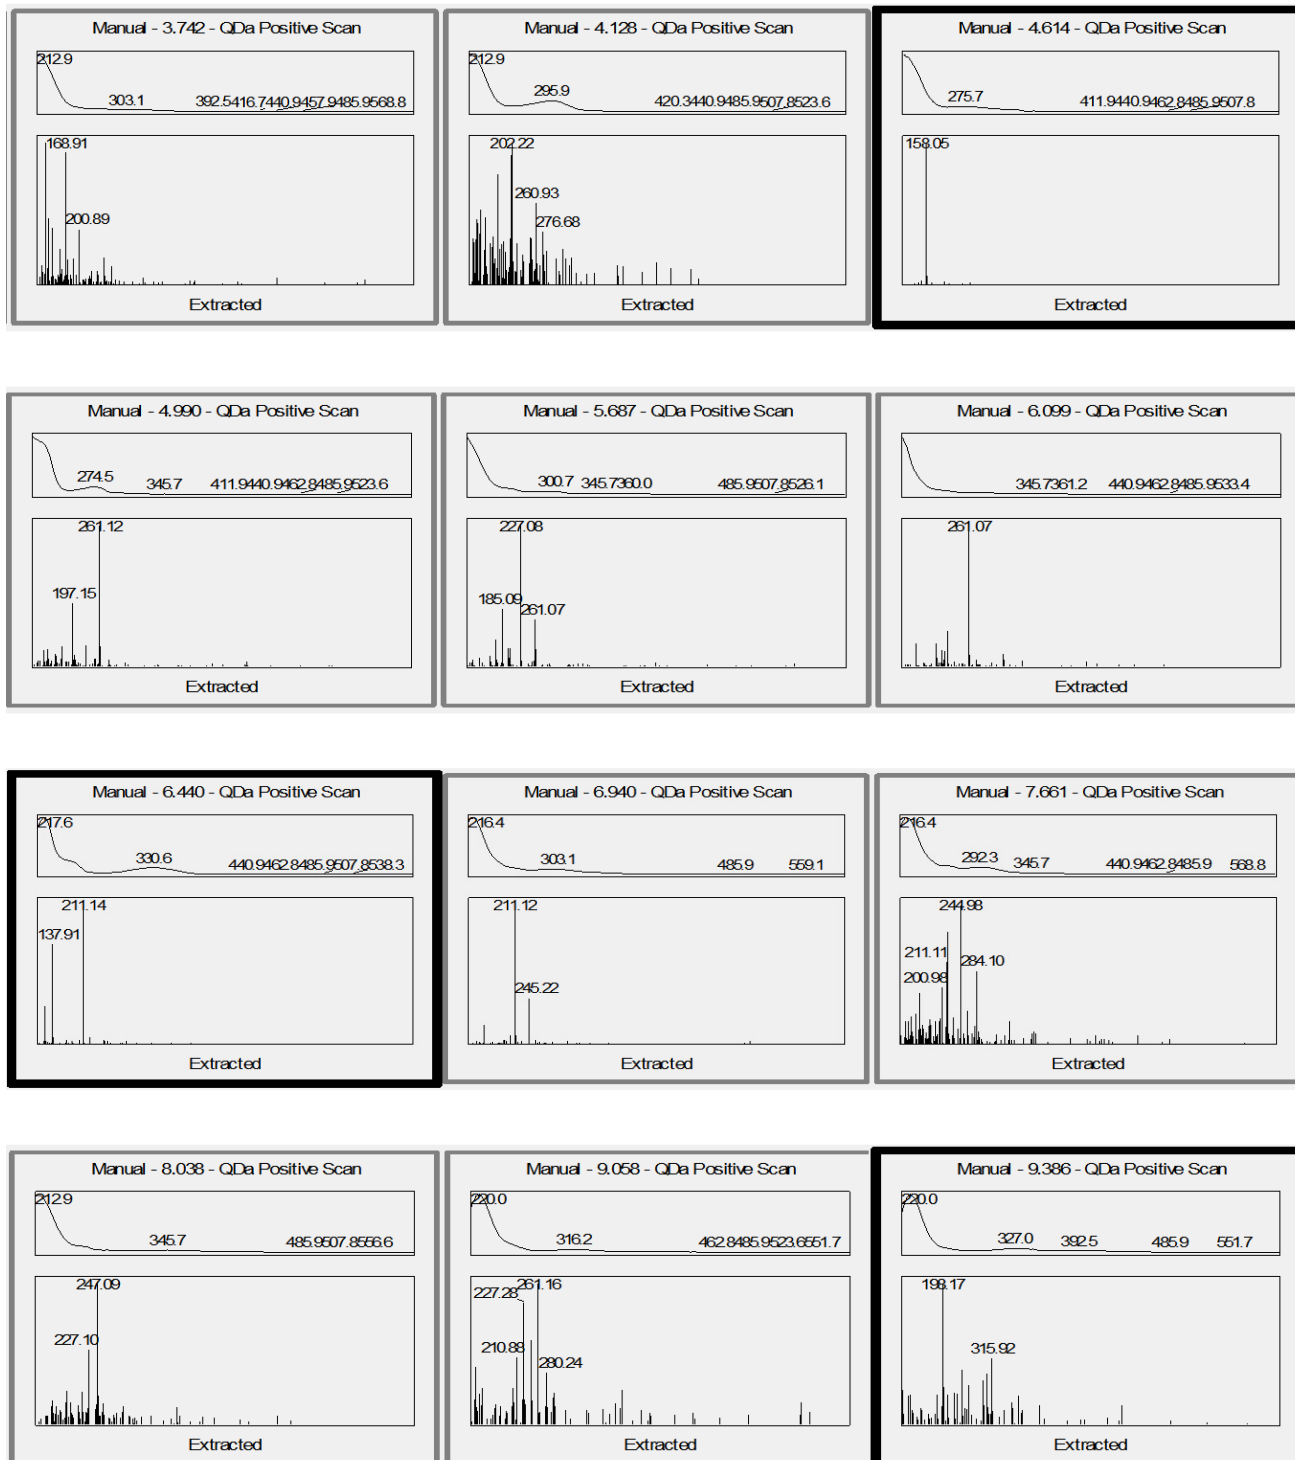 Manual - 3.742 - QDa Positive Scan
212.9
303.1
392.5416.7440.9457.9485.9568.8
168.91
200.89
Extracted
Manual - 4.128 - QDa Positive Scan
212.9
295.9
420.3440.9485.9507.8523.6
202.22
260.93
276.68
Extracted
Manual - 4.614 - QDa Positive Scan
275.7
411.9440.9462.8485.9507.8
158.05
Extracted
Manual - 4.990 - QDa Positive Scan
274.5
345.7
411.9440.9462.8485.9523.6
261.12
197.15
Extracted
Manual - 5.687 - QDa Positive Scan
300.7
345.7360.0
485.9507.8526.1
227.08
185.09
261.07
Extracted
Manual - 6.099 - QDa Positive Scan
345.7361.2
440.9462.8485.9533.4
261.07
Extracted
Manual - 6.440 - QDa Positive Scan
217.6
330.6
440.9462.8485.9507.8538.3
211.14
137.91
Extracted
Manual - 6.940 - QDa Positive Scan
216.4
303.1
485.9
559.1
211.12
245.22
Extracted
Manual - 7.661 - QDa Positive Scan
216.4
292.3
345.7
440.9462.8485.9
568.8
244.98
211.11
284.10
200.98
Extracted
Manual - 8.038 - QDa Positive Scan
212.9
345.7
485.9507.8556.6
247.09
227.10
Extracted
Manual - 9.058 - QDa Positive Scan
220.0
316.2
462.8485.9523.6551.7
261.16
227.28
210.88
280.24
Extracted
Manual - 9.386 - QDa Positive Scan
220.0
327.0
392.5
485.9
551.7
198.17
315.92
Extracted